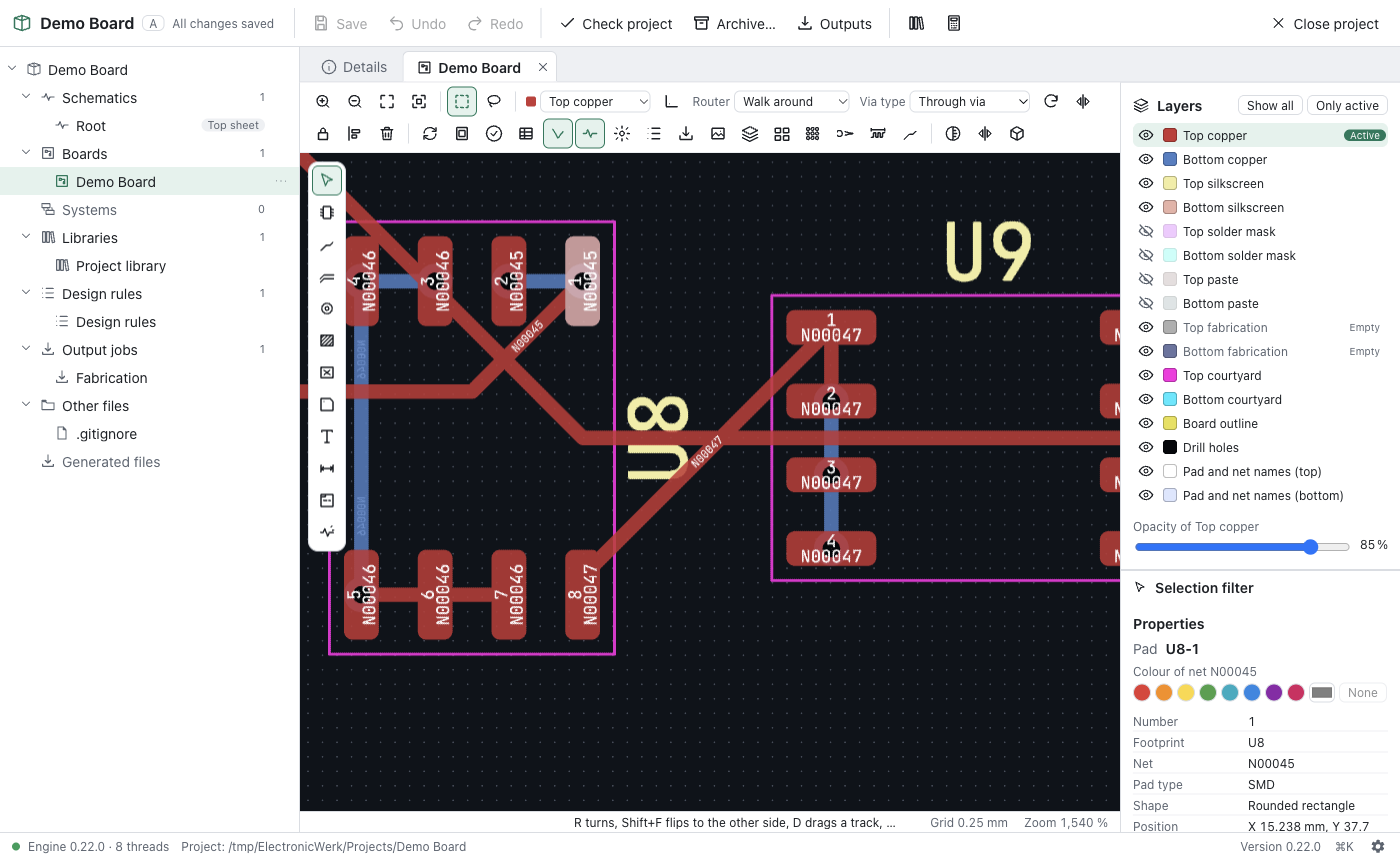 Demo Board A All changes saved Save Undo Redo Check project Archive... Outputs Close project
Demo Board
Schematics 1
Root Top sheet
Boards 1
Demo Board ...
Systems 0
Libraries 1
Project library
Design rules 1
Design rules
Output jobs 1
Fabrication
Other files
.gitignore
Generated files
Details Demo Board
Top copper Router Walk around Via type Through via
4 N00046
3 N00046
2 N00045
1 N00045
N00045
N00046
N00046
U8
N00047
5 N00046
6 N00046
7 N00046
8 N00047
U9
1
N00047
2
N00047
3
N00047
4
N00047
R turns, Shift+F flips to the other side, D drags a track, ... Grid 0.25 mm Zoom 1,540 %
Layers Show all Only active
Top copper Active
Bottom copper
Top silkscreen
Bottom silkscreen
Top solder mask
Bottom solder mask
Top paste
Bottom paste
Top fabrication Empty
Bottom fabrication Empty
Top courtyard
Bottom courtyard
Board outline
Drill holes
Pad and net names (top)
Pad and net names (bottom)
Opacity of Top copper
85 %
Selection filter
Properties
Pad U8-1
Colour of net N00045
None
Number 1
Footprint U8
Net N00045
Pad type SMD
Shape Rounded rectangle
Position X 15.238 mm, Y 37.7
Engine 0.22.0 · 8 threads Project: /tmp/ElectronicWerk/Projects/Demo Board Version 0.22.0 ⌘K